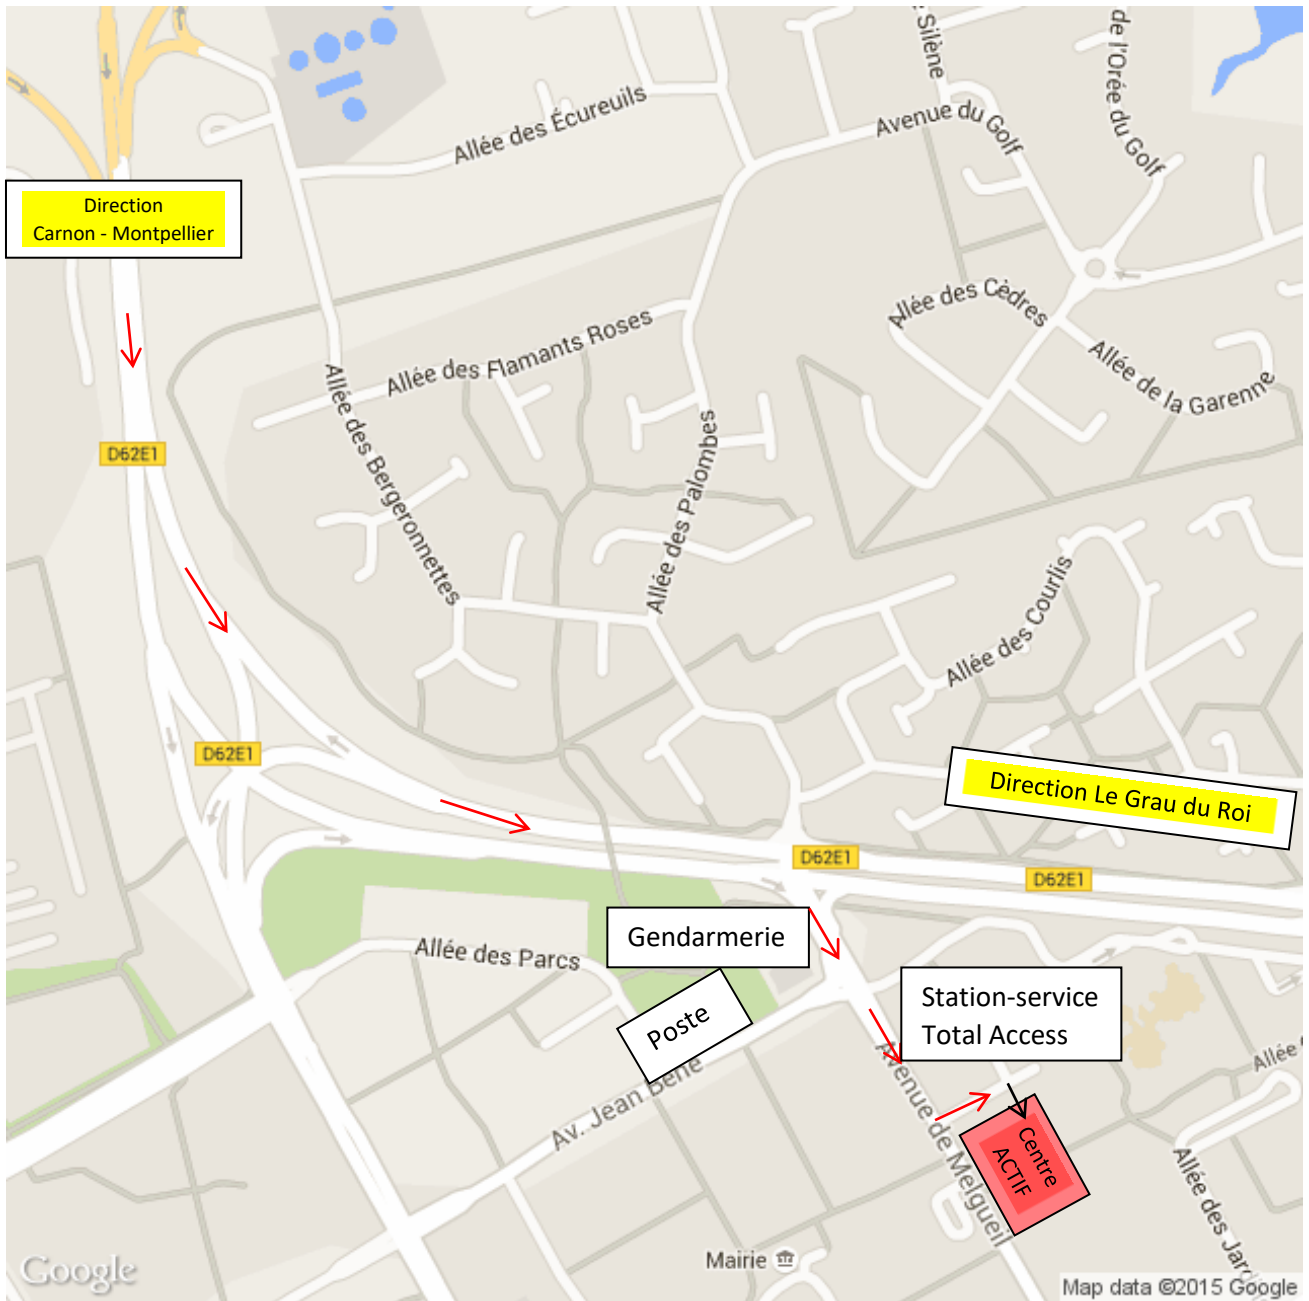 Silène
de l'Orée du Golf
Allée des Écureuils
Avenue du Golf
Direction
Carnon - Montpellier
Allée des Cèdres
Allée des Flamants Roses
Allée de la Garenne
Allée des Bergeronnettes
Allée des Palombes
D62E1
Allée des Courlis
D62E1
Direction Le Grau du Roi
D62E1
D62E1
Gendarmerie
Allée des Parcs
Station-service
Total Access
Poste
Av. Jean Bène
Avenue de Melgueil
Allée
Centre
ACTIF
Allée des Jard
Mairie
Google
Map data ©2015 Google